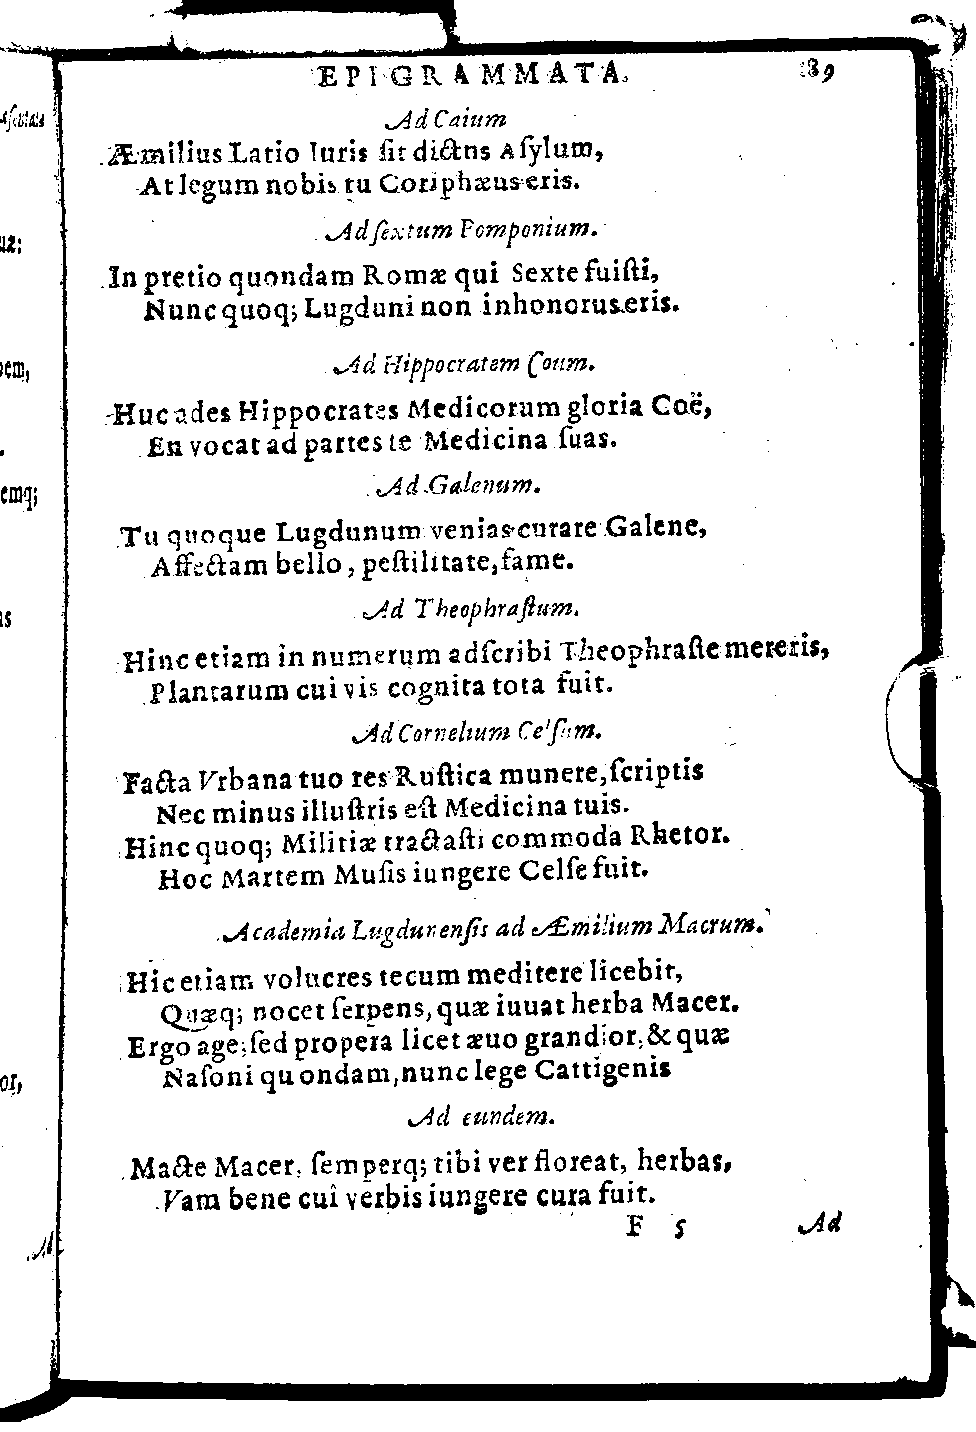 EPIGRAMMATA. 89
Ad Caium
Æmilius Latio Iuris sit dictns Asylum,
At legum nobis tu Coriphæus eris.
Ad sextum Pomponium.
In pretio quondam Romæ qui Sexte fuisti,
Nunc quoq; Lugduni non inhonorus eris.
Ad Hippocratem Coum.
Huc ades Hippocrates Medicorum gloria Coë,
En vocat ad partes te Medicina suas.
Ad Galenum.
Tu quoque Lugdunum venias curare Galene,
Affectam bello, pestilitate, fame.
Ad Theophrastum.
Hinc etiam in numerum adscribi Theophraste mereris,
Plantarum cui vis cognita tota fuit.
Ad Cornelium Celsum.
Facta Vrbana tuo res Rustica munere, scriptis
Nec minus illustris est Medicina tuis.
Hinc quoq; Militiæ tractasti commoda Rhetor.
Hoc Martem Musis iungere Celse fuit.
Academia Lugdunensis ad Æmilium Macrum.
Hic etiam volucres tecum meditere licebit,
Quæq; nocet serpens, quæ iuuat herba Macer.
Ergo age, sed propera licet æuo grandior, & quæ
Nasoni quondam, nunc lege Cattigenis
Ad eundem.
Macte Macer, semperq; tibi ver floreat, herbas,
Vam bene cui verbis iungere cura fuit.
F 5 Ad